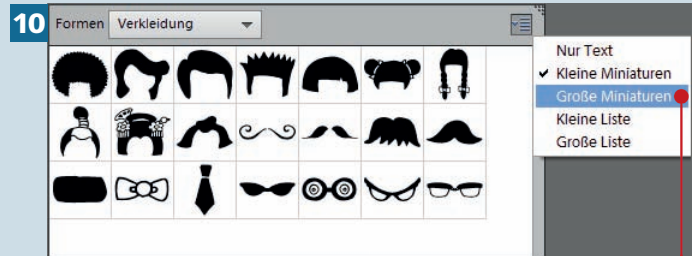 10
Formen Verkleidung
Nur Text
Kleine Miniaturen
Große Miniaturen
Kleine Liste
Große Liste